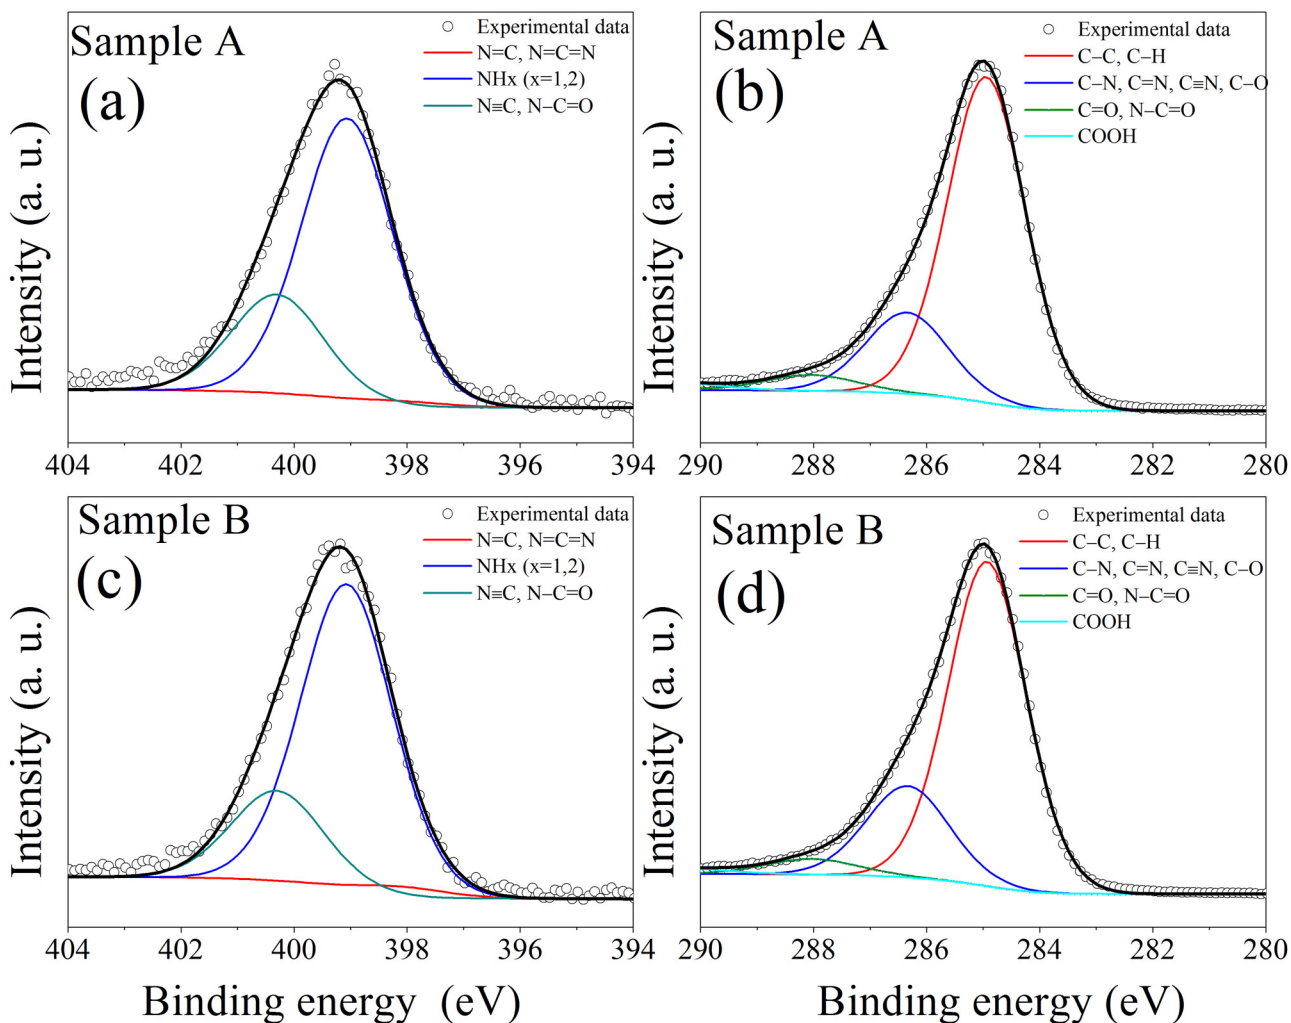 Sample A
(a)
Experimental data
N=C, N=C=N
NHx (x=1,2)
N≡C, N–C=O
Intensity (a. u.)
404 402 400 398 396 394
Sample A
(b)
Experimental data
C–C, C–H
C–N, C=N, C≡N, C–O
C=O, N–C=O
COOH
Intensity (a. u.)
290 288 286 284 282 280
Sample B
(c)
Experimental data
N=C, N=C=N
NHx (x=1,2)
N≡C, N–C=O
Intensity (a. u.)
404 402 400 398 396 394
Binding energy (eV)
Sample B
(d)
Experimental data
C–C, C–H
C–N, C=N, C≡N, C–O
C=O, N–C=O
COOH
Intensity (a. u.)
290 288 286 284 282 280
Binding energy (eV)